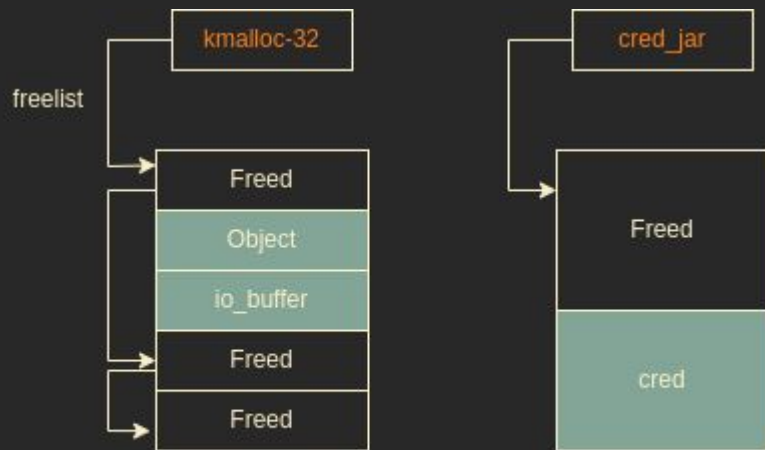 kmalloc-32
cred_jar
freelist
Freed
Object
io_buffer
Freed
Freed
Freed
cred